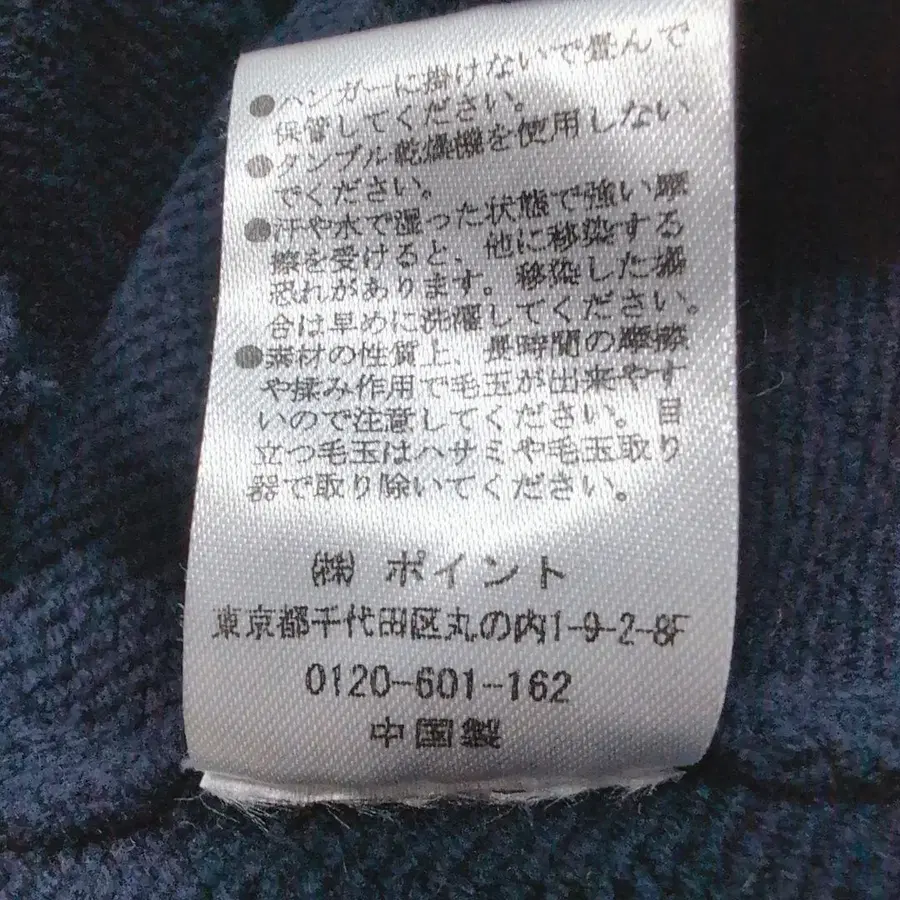 ●ハンガーに掛けないで畳んで
保管してください。
●タンブル乾燥機を使用しない
でください。
●汗や水で湿った状態で強い摩
擦を受けると、他に移染する
恐れがあります。移染した場
合は早めに洗濯してください。
●素材の性質上、長時間の摩擦
や揉み作用で毛玉が出来やす
いので注意してください。目
立つ毛玉はハサミや毛玉取り
器で取り除いてください。
㈱ ポイント
東京都千代田区丸の内1-9-2-8F
0120-601-162
中国製